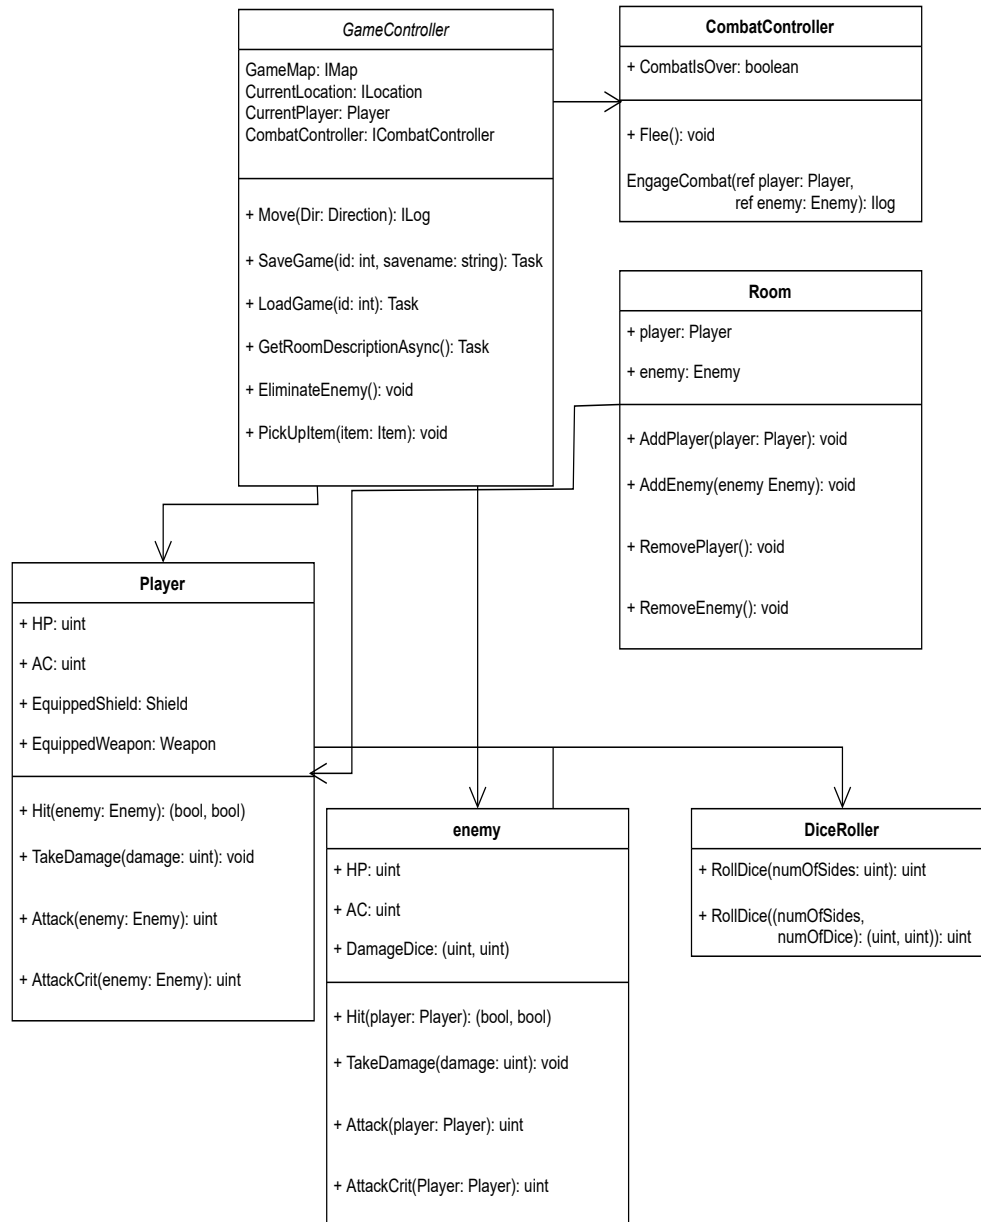 GameController
GameMap: IMap
CurrentLocation: ILocation
CurrentPlayer: Player
CombatController: ICombatController
+ Move(Dir: Direction): ILog
+ SaveGame(id: int, savename: string): Task
+ LoadGame(id: int): Task
+ GetRoomDescriptionAsync(): Task
+ EliminateEnemy(): void
+ PickUpItem(item: Item): void
CombatController
+ CombatIsOver: boolean
+ Flee(): void
EngageCombat(ref player: Player,
ref enemy: Enemy): Ilog
Room
+ player: Player
+ enemy: Enemy
+ AddPlayer(player: Player): void
+ AddEnemy(enemy Enemy): void
+ RemovePlayer(): void
+ RemoveEnemy(): void
Player
+ HP: uint
+ AC: uint
+ EquippedShield: Shield
+ EquippedWeapon: Weapon
+ Hit(enemy: Enemy): (bool, bool)
+ TakeDamage(damage: uint): void
+ Attack(enemy: Enemy): uint
+ AttackCrit(enemy: Enemy): uint
enemy
+ HP: uint
+ AC: uint
+ DamageDice: (uint, uint)
+ Hit(player: Player): (bool, bool)
+ TakeDamage(damage: uint): void
+ Attack(player: Player): uint
+ AttackCrit(Player: Player): uint
DiceRoller
+ RollDice(numOfSides: uint): uint
+ RollDice((numOfSides,
numOfDice): (uint, uint)): uint